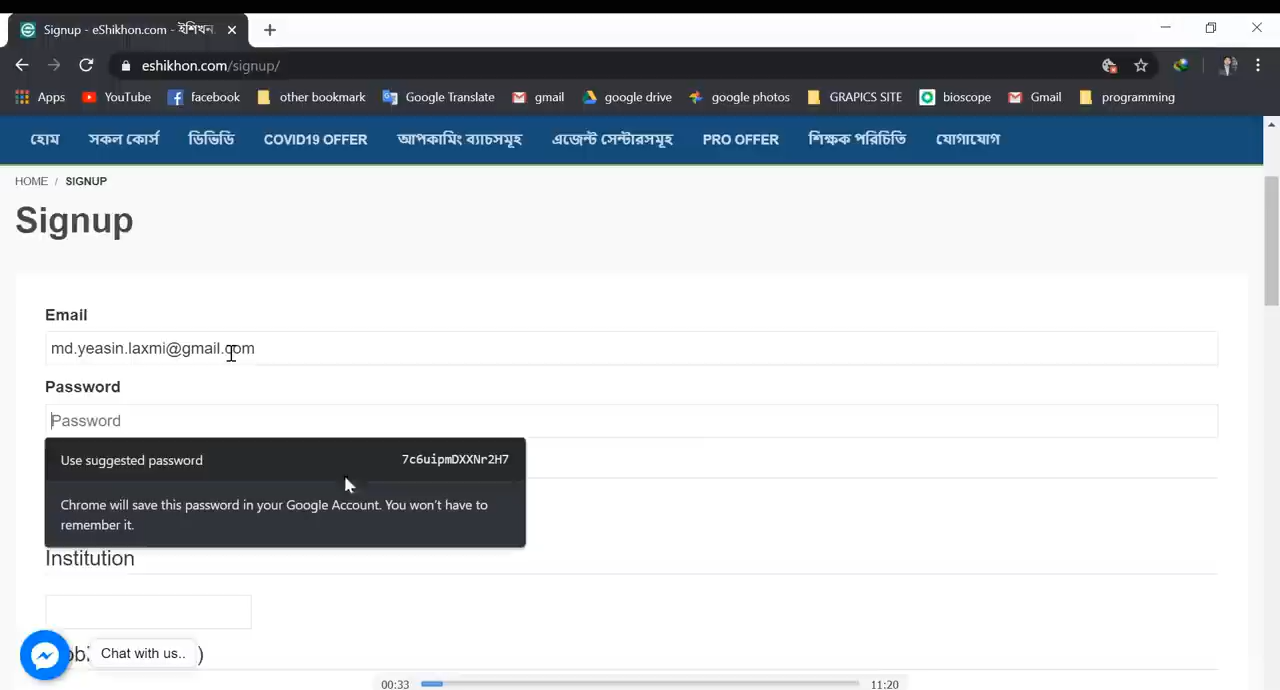 Signup - eShikhon.com - ইশিখন
eshikhon.com/signup/
Apps YouTube facebook other bookmark Google Translate gmail google drive google photos GRAPICS SITE bioscope Gmail programming
হোম সকল কোর্স ডিভিডি COVID19 OFFER আপকামিং ব্যাচসমূহ এজেন্ট সেন্টারসমূহ PRO OFFER শিক্ষক পরিচিতি যোগাযোগ
HOME / SIGNUP
Signup
Email
md.yeasin.laxmi@gmail.com
Password
Password
Use suggested password 7c6uipmDXXNr2H7
Chrome will save this password in your Google Account. You won't have to
remember it.
Institution
Chat with us.. )
00:33 11:20